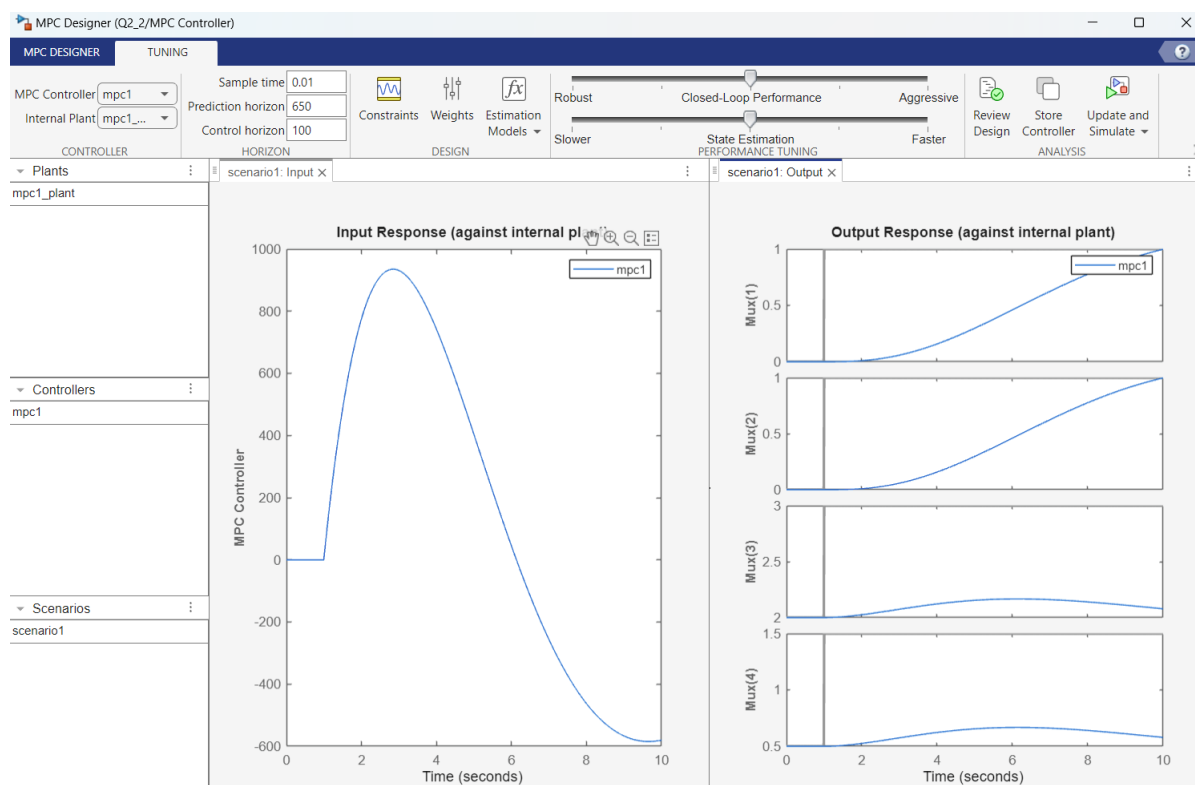 MPC Designer (Q2_2/MPC Controller)
MPC DESIGNER
TUNING
MPC Controller mpc1
Internal Plant mpc1_...
CONTROLLER
Sample time 0.01
Prediction horizon 650
Control horizon 100
HORIZON
Constraints
Weights
Estimation
Models
DESIGN
Robust Closed-Loop Performance Aggressive
Slower State Estimation Faster
PERFORMANCE TUNING
Review
Design
Store
Controller
Update and
Simulate
ANALYSIS
Plants
mpc1_plant
Controllers
mpc1
Scenarios
scenario1
scenario1: Input
Input Response (against internal pl
mpc1
MPC Controller
1000
800
600
400
200
0
-200
-400
-600
0 2 4 6 8 10
Time (seconds)
scenario1: Output
Output Response (against internal plant)
mpc1
Mux(1)
1
0.5
0
Mux(2)
1
0.5
0
Mux(3)
3
2.5
2
Mux(4)
1.5
1
0.5
0 2 4 6 8 10
Time (seconds)